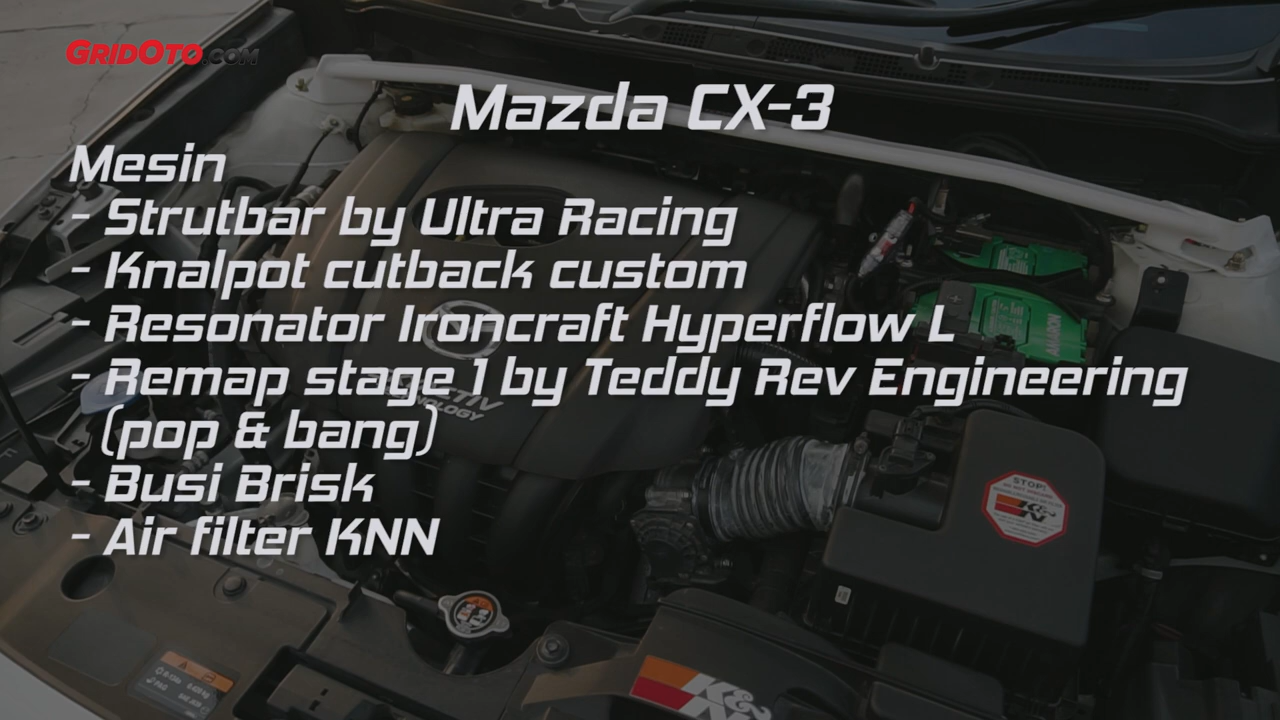 GRIDOTO.COM
Mazda CX-3
Mesin
- Strutbar by Ultra Racing
- Knalpot cutback custom
- Resonator Ironcraft Hyperflow L
- Remap stage 1 by Teddy Rev Engineering
(pop & bang)
- Busi Brisk
- Air filter KNN
AMARON
STOP!
K&N
K&N